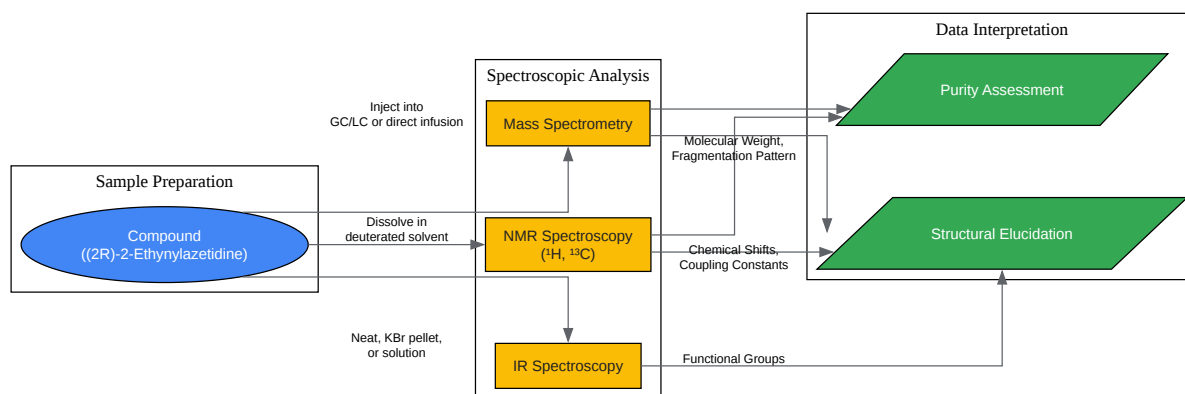 Sample Preparation
Compound
((2R)-2-Ethynylazetidine)
Inject into
GC/LC or direct infusion
Dissolve in
deuterated solvent
Neat, KBr pellet,
or solution
Spectroscopic Analysis
Mass Spectrometry
NMR Spectroscopy
(¹H, ¹³C)
IR Spectroscopy
Molecular Weight,
Fragmentation Pattern
Chemical Shifts,
Coupling Constants
Functional Groups
Data Interpretation
Purity Assessment
Structural Elucidation